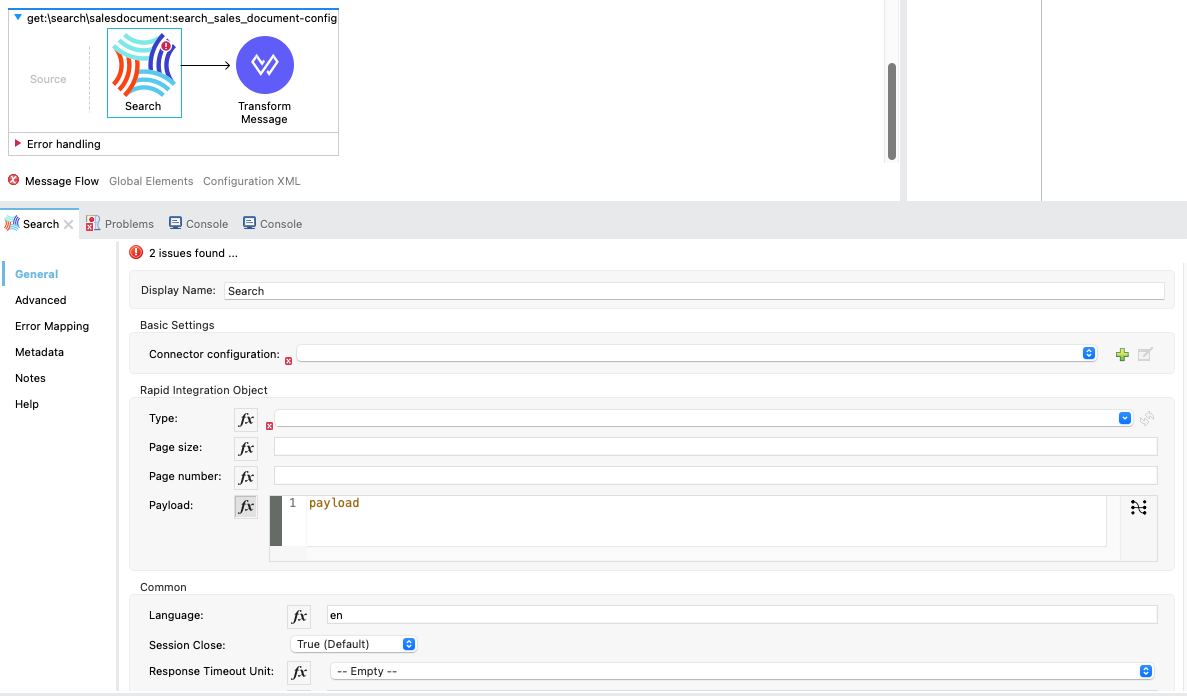 get:\search\salesdocument:search_sales_document-config
Source
Search
Transform
Message
Error handling
Message Flow Global Elements Configuration XML
Search Problems Console Console
2 issues found ...
General
Advanced
Error Mapping
Metadata
Notes
Help
Display Name: Search
Basic Settings
Connector configuration:
Rapid Integration Object
Type: fx
Page size: fx
Page number: fx
Payload: fx 1 payload
Common
Language: fx en
Session Close: True (Default)
Response Timeout Unit: fx -- Empty --